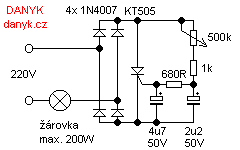 DANYK
danyk.cz
4x 1N4007
KT505
500k
220V
1k
680R
žárovka
max. 200W
4u7
50V
2u2
50V